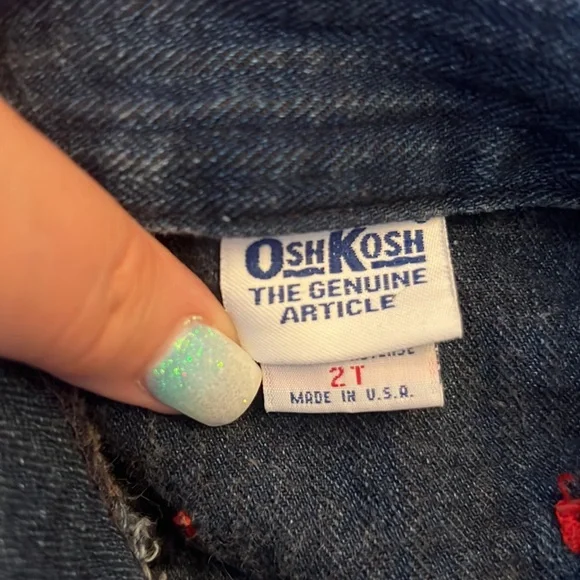 OSHKOSH
THE GENUINE
ARTICLE
2T
MADE IN U.S.A.